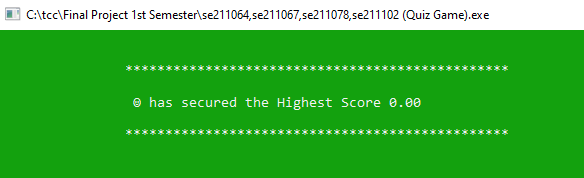 C:\tcc\Final Project 1st Semester\se211064,se211067,se211078,se211102 (Quiz Game).exe
************************************************
☺ has secured the Highest Score 0.00
************************************************